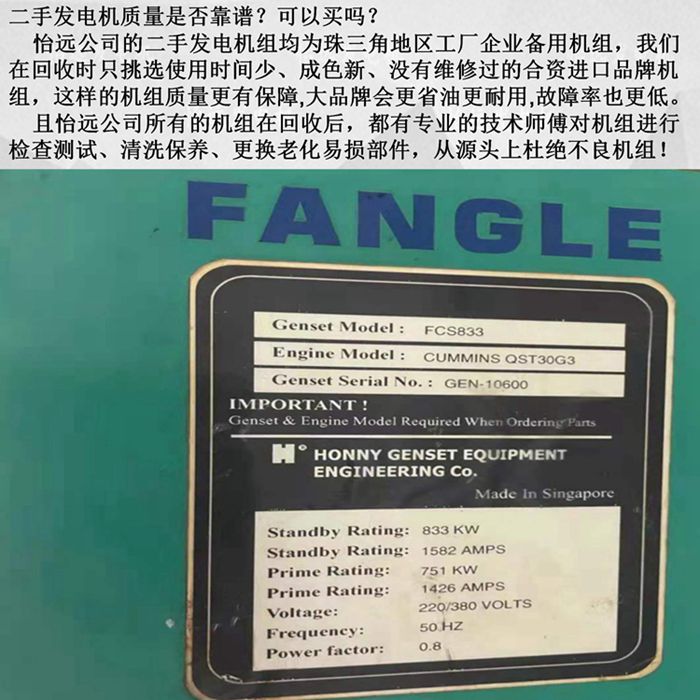 二手发电机质量是否靠谱？可以买吗？
怡远公司的二手发电机组均为珠三角地区工厂企业备用机组，我们
在回收时只挑选使用时间少、成色新、没有维修过的合资进口品牌机
组，这样的机组质量更有保障,大品牌会更省油更耐用,故障率也更低。
且怡远公司所有的机组在回收后，都有专业的技术师傅对机组进行
检查测试、清洗保养、更换老化易损部件，从源头上杜绝不良机组！
FANGLE
Genset Model : FCS833
Engine Model : CUMMINS QST30G3
Genset Serial No. : GEN-10600
IMPORTANT !
Genset & Engine Model Required When Ordering Parts
H® HONNY GENSET EQUIPMENT
ENGINEERING Co.
Made In Singapore
Standby Rating: 833 KW
Standby Rating: 1582 AMPS
Prime Rating: 751 KW
Prime Rating: 1426 AMPS
Voltage: 220/380 VOLTS
Frequency: 50 HZ
Power factor: 0.8